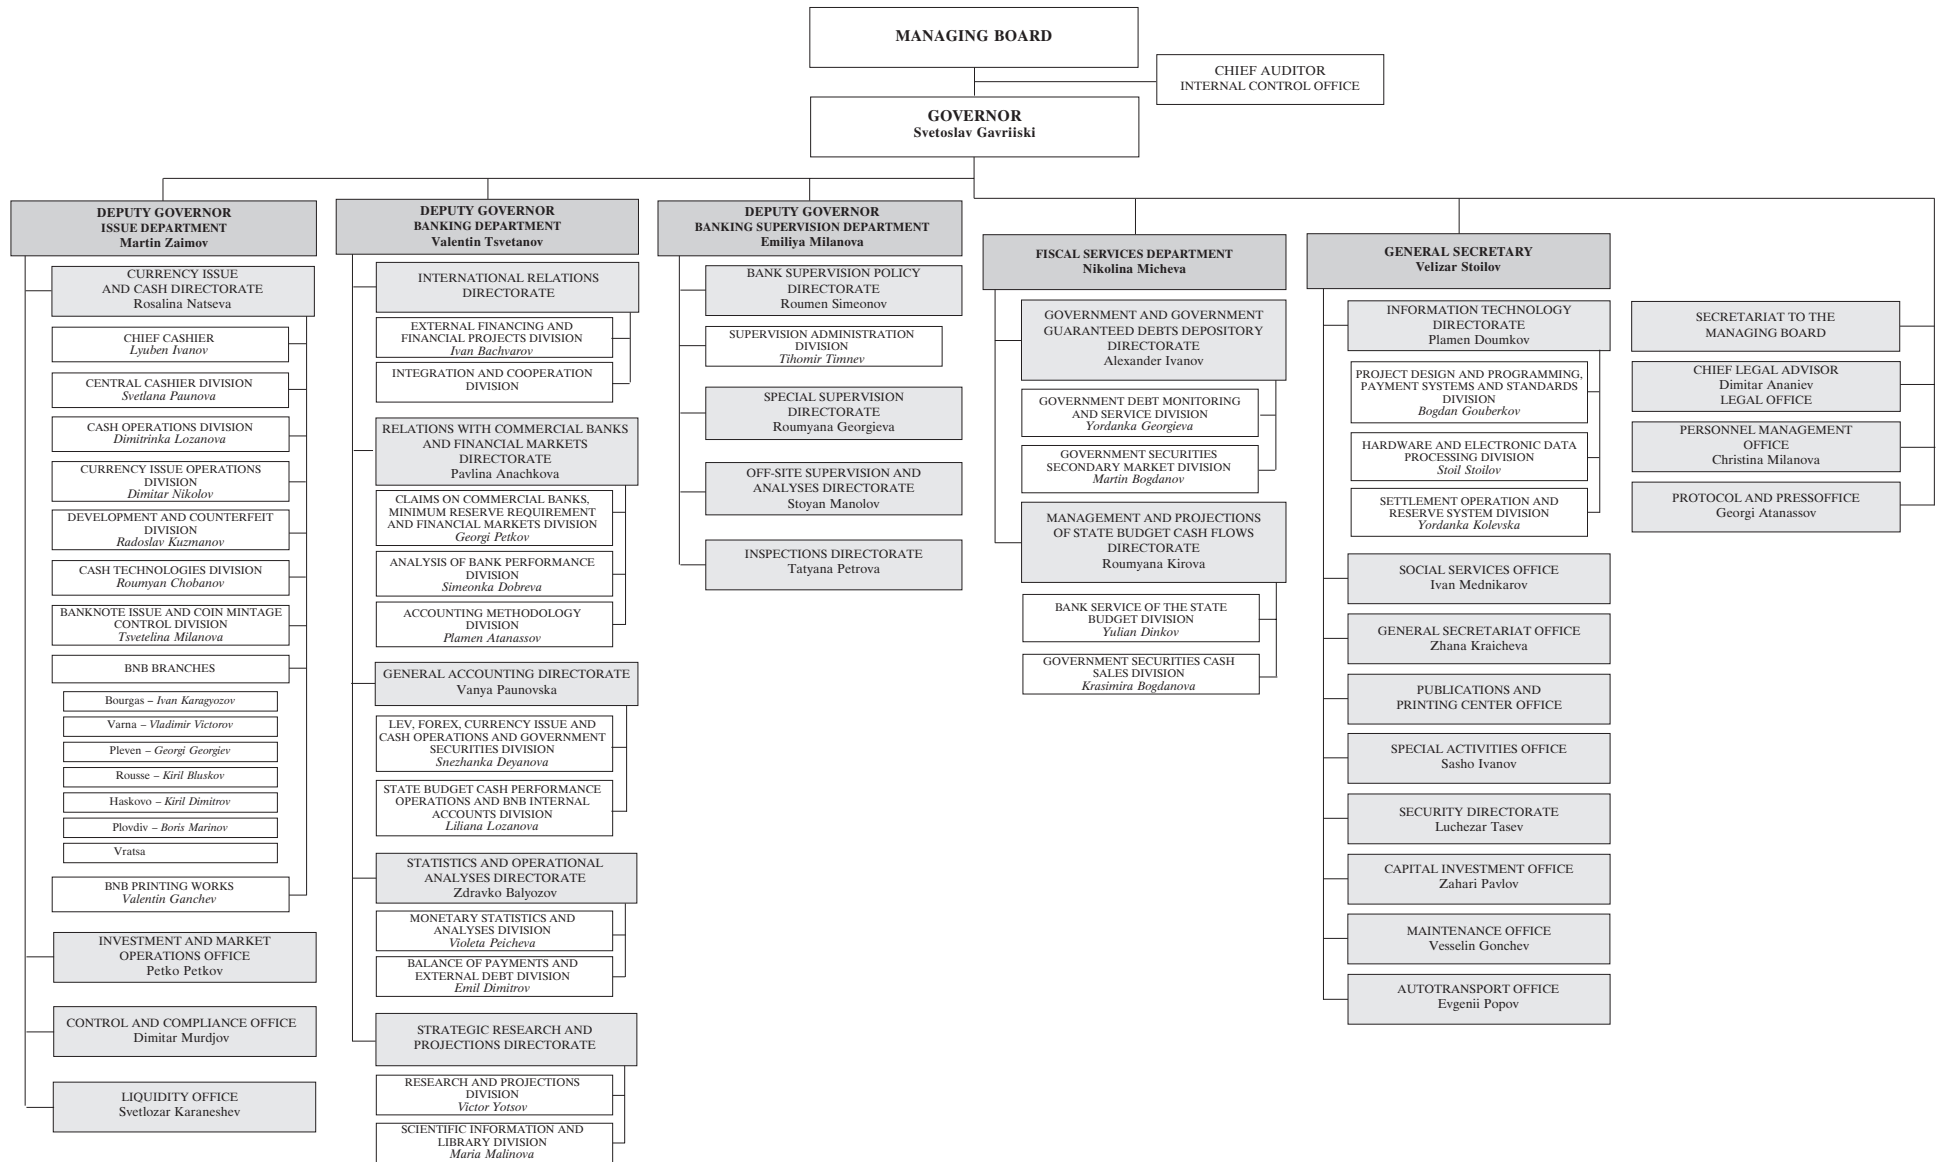 MANAGING BOARD
CHIEF AUDITOR
INTERNAL CONTROL OFFICE
GOVERNOR
Svetoslav Gavriiski
DEPUTY GOVERNOR
ISSUE DEPARTMENT
Martin Zaimov
CURRENCY ISSUE
AND CASH DIRECTORATE
Rosalina Natseva
CHIEF CASHIER
Lyuben Ivanov
CENTRAL CASHIER DIVISION
Svetlana Paunova
CASH OPERATIONS DIVISION
Dimitrinka Lozanova
CURRENCY ISSUE OPERATIONS
DIVISION
Dimitar Nikolov
DEVELOPMENT AND COUNTERFEIT
DIVISION
Radoslav Kuzmanov
CASH TECHNOLOGIES DIVISION
Roumyan Chobanov
BANKNOTE ISSUE AND COIN MINTAGE
CONTROL DIVISION
Tsvetelina Milanova
BNB BRANCHES
Bourgas – Ivan Karagyozov
Varna – Vladimir Victorov
Pleven – Georgi Georgiev
Rousse – Kiril Bluskov
Haskovo – Kiril Dimitrov
Plovdiv – Boris Marinov
Vratsa
BNB PRINTING WORKS
Valentin Ganchev
INVESTMENT AND MARKET
OPERATIONS OFFICE
Petko Petkov
CONTROL AND COMPLIANCE OFFICE
Dimitar Murdjov
LIQUIDITY OFFICE
Svetlozar Karaneshev
DEPUTY GOVERNOR
BANKING DEPARTMENT
Valentin Tsvetanov
INTERNATIONAL RELATIONS
DIRECTORATE
EXTERNAL FINANCING AND
FINANCIAL PROJECTS DIVISION
Ivan Bachvarov
INTEGRATION AND COOPERATION
DIVISION
RELATIONS WITH COMMERCIAL BANKS
AND FINANCIAL MARKETS
DIRECTORATE
Pavlina Anachkova
CLAIMS ON COMMERCIAL BANKS,
MINIMUM RESERVE REQUIREMENT
AND FINANCIAL MARKETS DIVISION
Georgi Petkov
ANALYSIS OF BANK PERFORMANCE
DIVISION
Simeonka Dobreva
ACCOUNTING METHODOLOGY
DIVISION
Plamen Atanassov
GENERAL ACCOUNTING DIRECTORATE
Vanya Paunovska
LEV, FOREX, CURRENCY ISSUE AND
CASH OPERATIONS AND GOVERNMENT
SECURITIES DIVISION
Snezhanka Deyanova
STATE BUDGET CASH PERFORMANCE
OPERATIONS AND BNB INTERNAL
ACCOUNTS DIVISION
Liliana Lozanova
STATISTICS AND OPERATIONAL
ANALYSES DIRECTORATE
Zdravko Balyozov
MONETARY STATISTICS AND
ANALYSES DIVISION
Violeta Peicheva
BALANCE OF PAYMENTS AND
EXTERNAL DEBT DIVISION
Emil Dimitrov
STRATEGIC RESEARCH AND
PROJECTIONS DIRECTORATE
RESEARCH AND PROJECTIONS
DIVISION
Victor Yotsov
SCIENTIFIC INFORMATION AND
LIBRARY DIVISION
Maria Malinova
DEPUTY GOVERNOR
BANKING SUPERVISION DEPARTMENT
Emiliya Milanova
BANK SUPERVISION POLICY
DIRECTORATE
Roumen Simeonov
SUPERVISION ADMINISTRATION
DIVISION
Tihomir Timnev
SPECIAL SUPERVISION
DIRECTORATE
Roumyana Georgieva
OFF-SITE SUPERVISION AND
ANALYSES DIRECTORATE
Stoyan Manolov
INSPECTIONS DIRECTORATE
Tatyana Petrova
FISCAL SERVICES DEPARTMENT
Nikolina Micheva
GOVERNMENT AND GOVERNMENT
GUARANTEED DEBTS DEPOSITORY
DIRECTORATE
Alexander Ivanov
GOVERNMENT DEBT MONITORING
AND SERVICE DIVISION
Yordanka Georgieva
GOVERNMENT SECURITIES
SECONDARY MARKET DIVISION
Martin Bogdanov
MANAGEMENT AND PROJECTIONS
OF STATE BUDGET CASH FLOWS
DIRECTORATE
Roumyana Kirova
BANK SERVICE OF THE STATE
BUDGET DIVISION
Yulian Dinkov
GOVERNMENT SECURITIES CASH
SALES DIVISION
Krasimira Bogdanova
GENERAL SECRETARY
Velizar Stoilov
INFORMATION TECHNOLOGY
DIRECTORATE
Plamen Doumkov
PROJECT DESIGN AND PROGRAMMING,
PAYMENT SYSTEMS AND STANDARDS
DIVISION
Bogdan Gouberkov
HARDWARE AND ELECTRONIC DATA
PROCESSING DIVISION
Stoil Stoilov
SETTLEMENT OPERATION AND
RESERVE SYSTEM DIVISION
Yordanka Kolevska
SOCIAL SERVICES OFFICE
Ivan Mednikarov
GENERAL SECRETARIAT OFFICE
Zhana Kraicheva
PUBLICATIONS AND
PRINTING CENTER OFFICE
SPECIAL ACTIVITIES OFFICE
Sasho Ivanov
SECURITY DIRECTORATE
Luchezar Tasev
CAPITAL INVESTMENT OFFICE
Zahari Pavlov
MAINTENANCE OFFICE
Vesselin Gonchev
AUTOTRANSPORT OFFICE
Evgenii Popov
SECRETARIAT TO THE
MANAGING BOARD
CHIEF LEGAL ADVISOR
Dimitar Ananiev
LEGAL OFFICE
PERSONNEL MANAGEMENT
OFFICE
Christina Milanova
PROTOCOL AND PRESSOFFICE
Georgi Atanassov